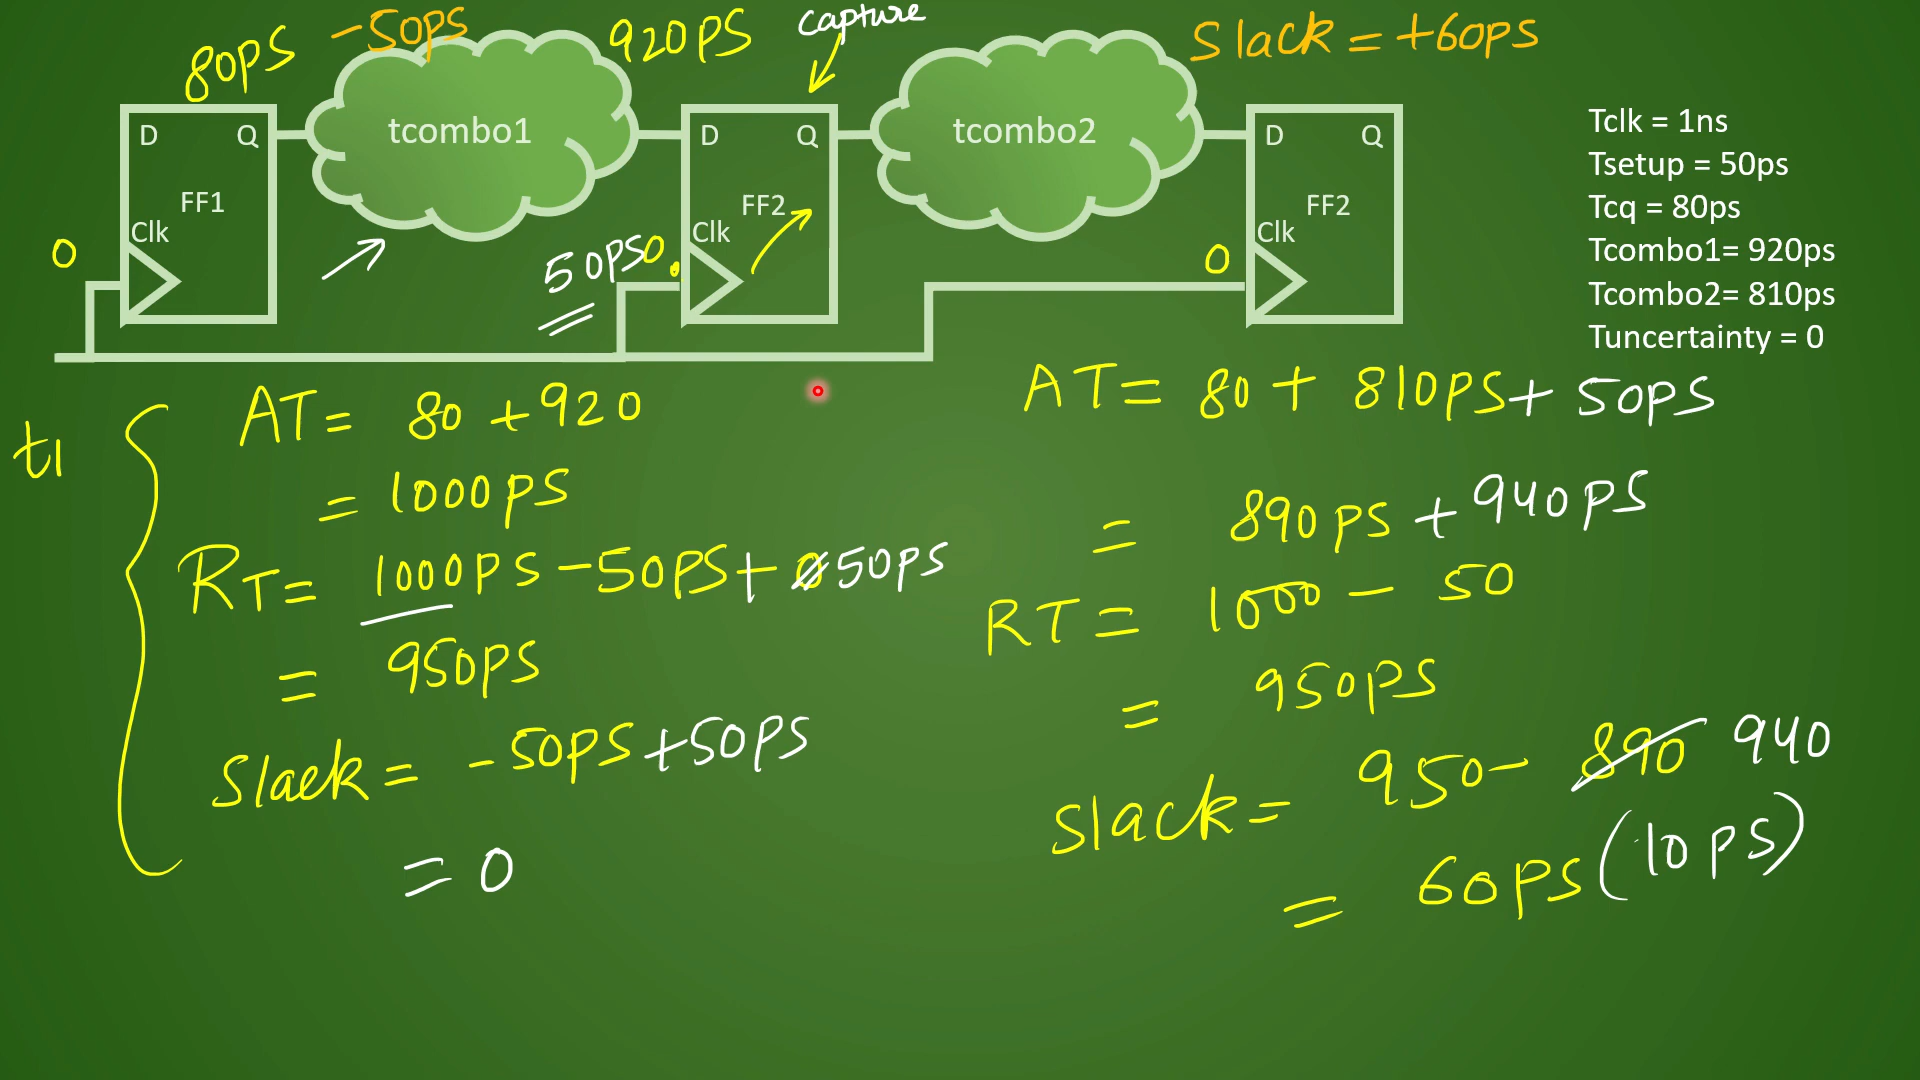 80PS
-50PS
920PS
Capture
Slack = +60PS
tcombo1
tcombo2
D Q
FF1
Clk
D Q
FF2
Clk
D Q
FF2
Clk
0
50PS
0
0
Tclk = 1ns
Tsetup = 50ps
Tcq = 80ps
Tcombo1= 920ps
Tcombo2= 810ps
Tuncertainty = 0
t1
AT= 80 +920
= 1000PS
RT= 1000PS -50PS+ 0 50PS
= 950PS
Slack= -50PS+50PS
= 0
AT= 80 + 810PS+ 50PS
= 890PS + 940PS
RT= 1000 - 50
= 950PS
Slack= 950- 890 940
= 60PS (10PS)